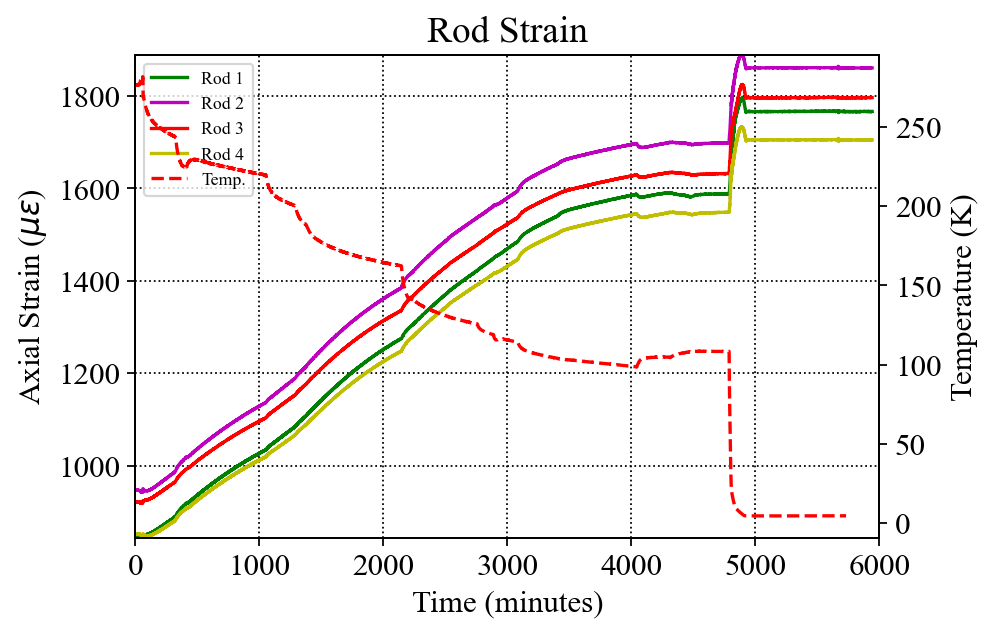 Rod Strain
Axial Strain (με)
1800
1600
1400
1200
1000
Rod 1
Rod 2
Rod 3
Rod 4
Temp.
250
200
150
100
50
0
Temperature (K)
0 1000 2000 3000 4000 5000 6000
Time (minutes)